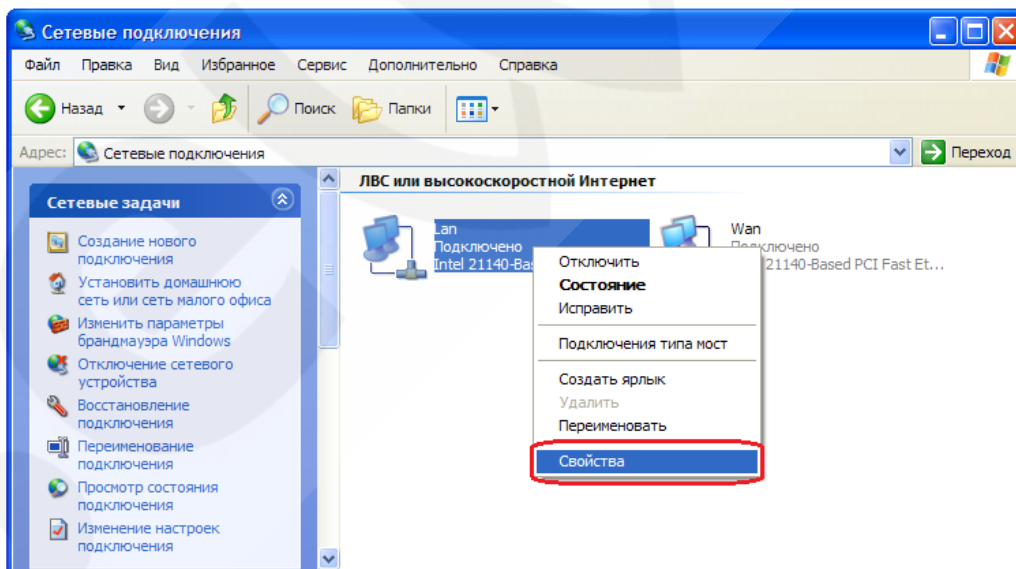 Сетевые подключения
Файл Правка Вид Избранное Сервис Дополнительно Справка
Назад Поиск Папки
Адрес: Сетевые подключения Переход
Сетевые задачи
Создание нового
подключения
Установить домашнюю
сеть или сеть малого офиса
Изменить параметры
брандмауэра Windows
Отключение сетевого
устройства
Восстановление
подключения
Переименование
подключения
Просмотр состояния
подключения
Изменение настроек
подключения
ЛВС или высокоскоростной Интернет
Lan
Подключено
Intel 21140-Bas
Wan
Подключено
21140-Based PCI Fast Et...
Отключить
Состояние
Исправить
Подключения типа мост
Создать ярлык
Удалить
Переименовать
Свойства